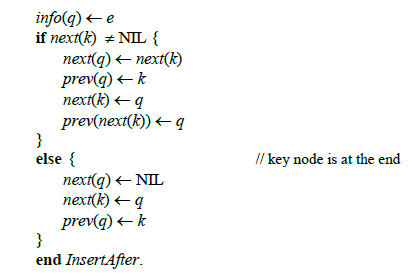 info(q) ← e
if next(k) ≠ NIL {
next(q) ← next(k)
prev(q) ← k
next(k) ← q
prev(next(k)) ← q
}
else { // key node is at the end
next(q) ← NIL
next(k) ← q
prev(q) ← k
}
end InsertAfter.